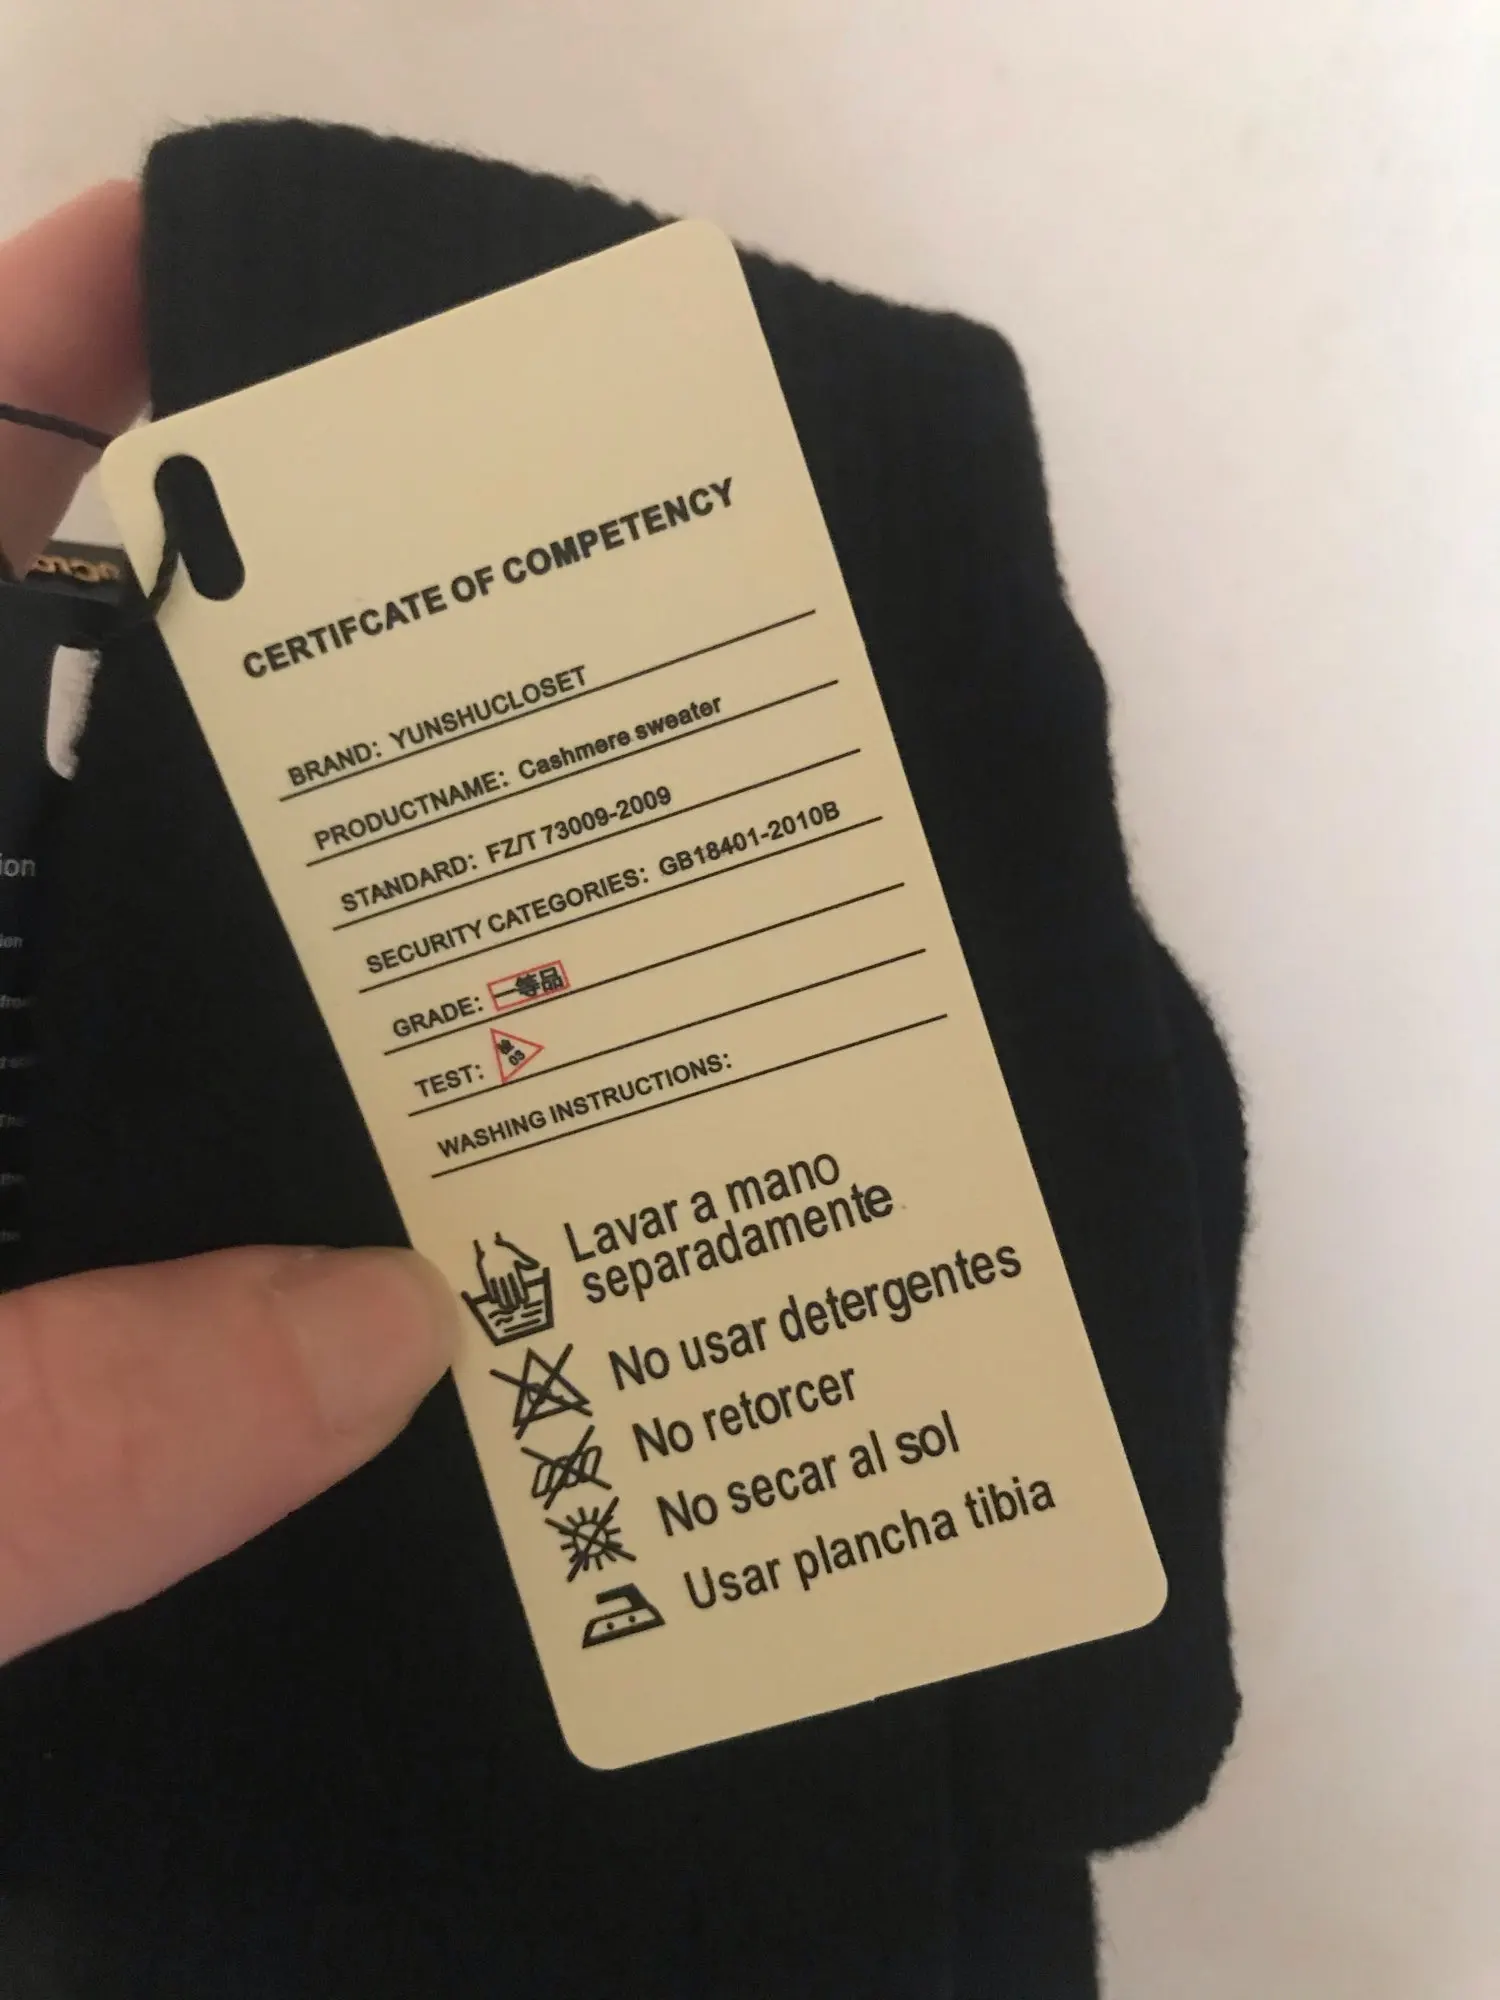 CERTIFCATE OF COMPETENCY
BRAND: YUNSHUCLOSET
PRODUCTNAME: Cashmere sweater
STANDARD: FZ/T 73009-2009
SECURITY CATEGORIES: GB18401-2010B
GRADE: 一等品
TEST: 03
WASHING INSTRUCTIONS:
Lavar a mano
separadamente
No usar detergentes
No retorcer
No secar al sol
Usar plancha tibia
ion